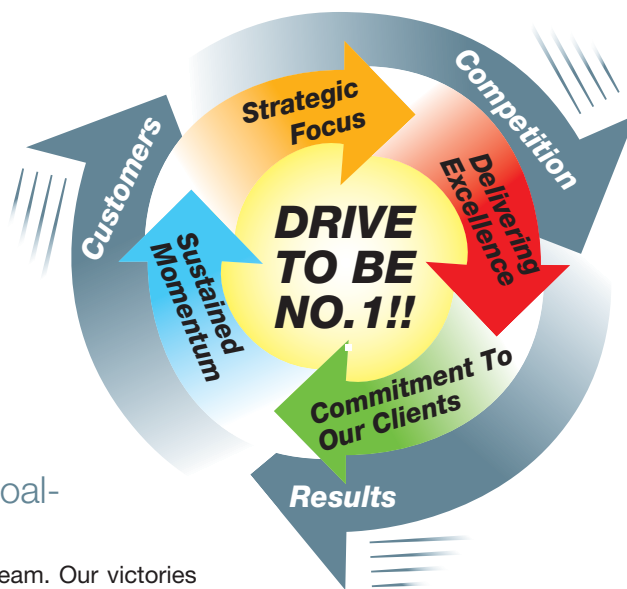 Customers
Competition
Strategic
Focus
Delivering
Excellence
DRIVE
TO BE
NO.1!!
Sustained
Momentum
Commitment To
Our Clients
Results
oal-
eam. Our victories